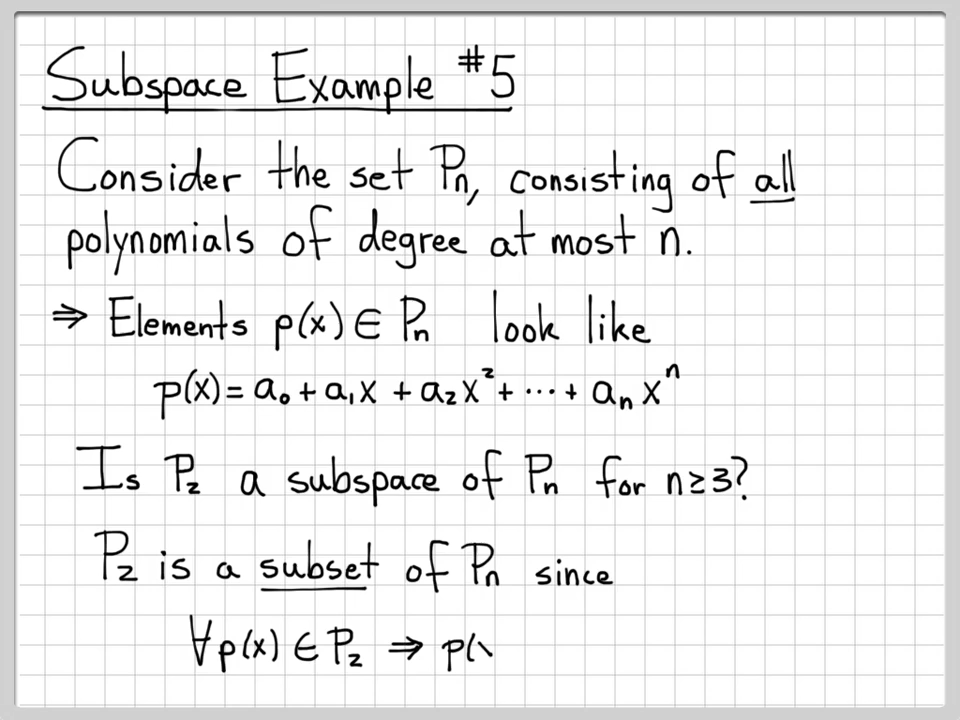 Subspace Example #5
Consider the set Pₙ, consisting of all
polynomials of degree at most n.
⇒ Elements p(x) ∈ Pₙ look like
p(x) = a₀ + a₁x + a₂x² + ⋯ + aₙxⁿ
Is P₂ a subspace of Pₙ for n≥3?
P₂ is a subset of Pₙ since
∀p(x) ∈ P₂ ⇒ p(